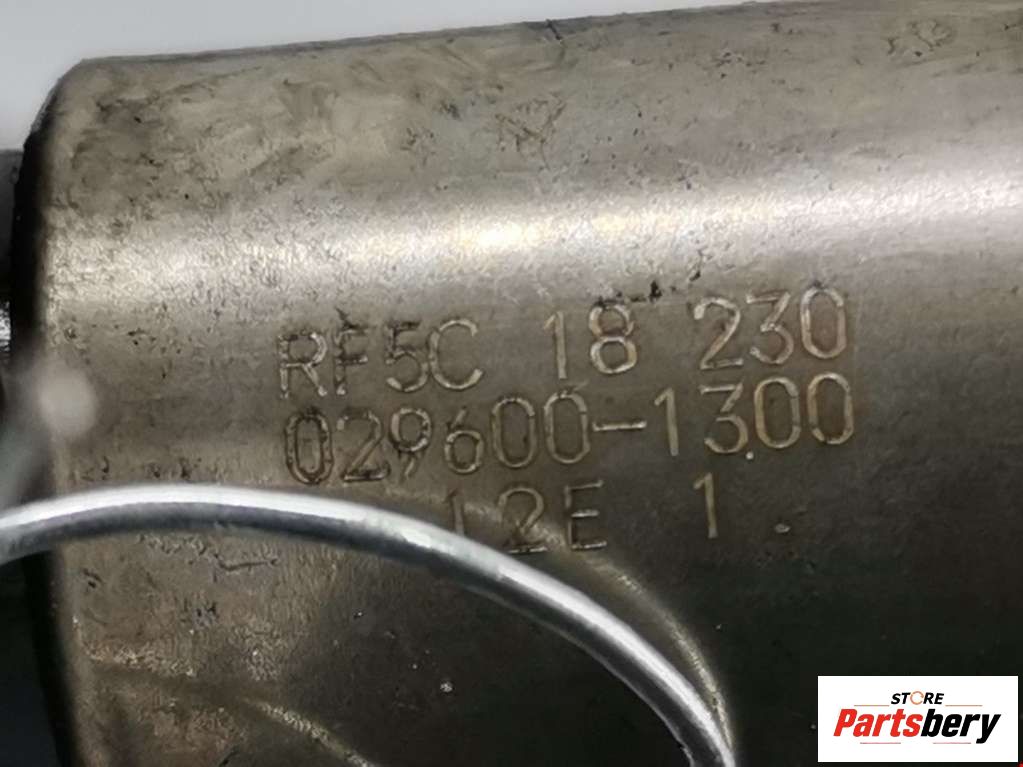 RF5C 18 230
029600-1300
12E 1
STORE
Partsbery